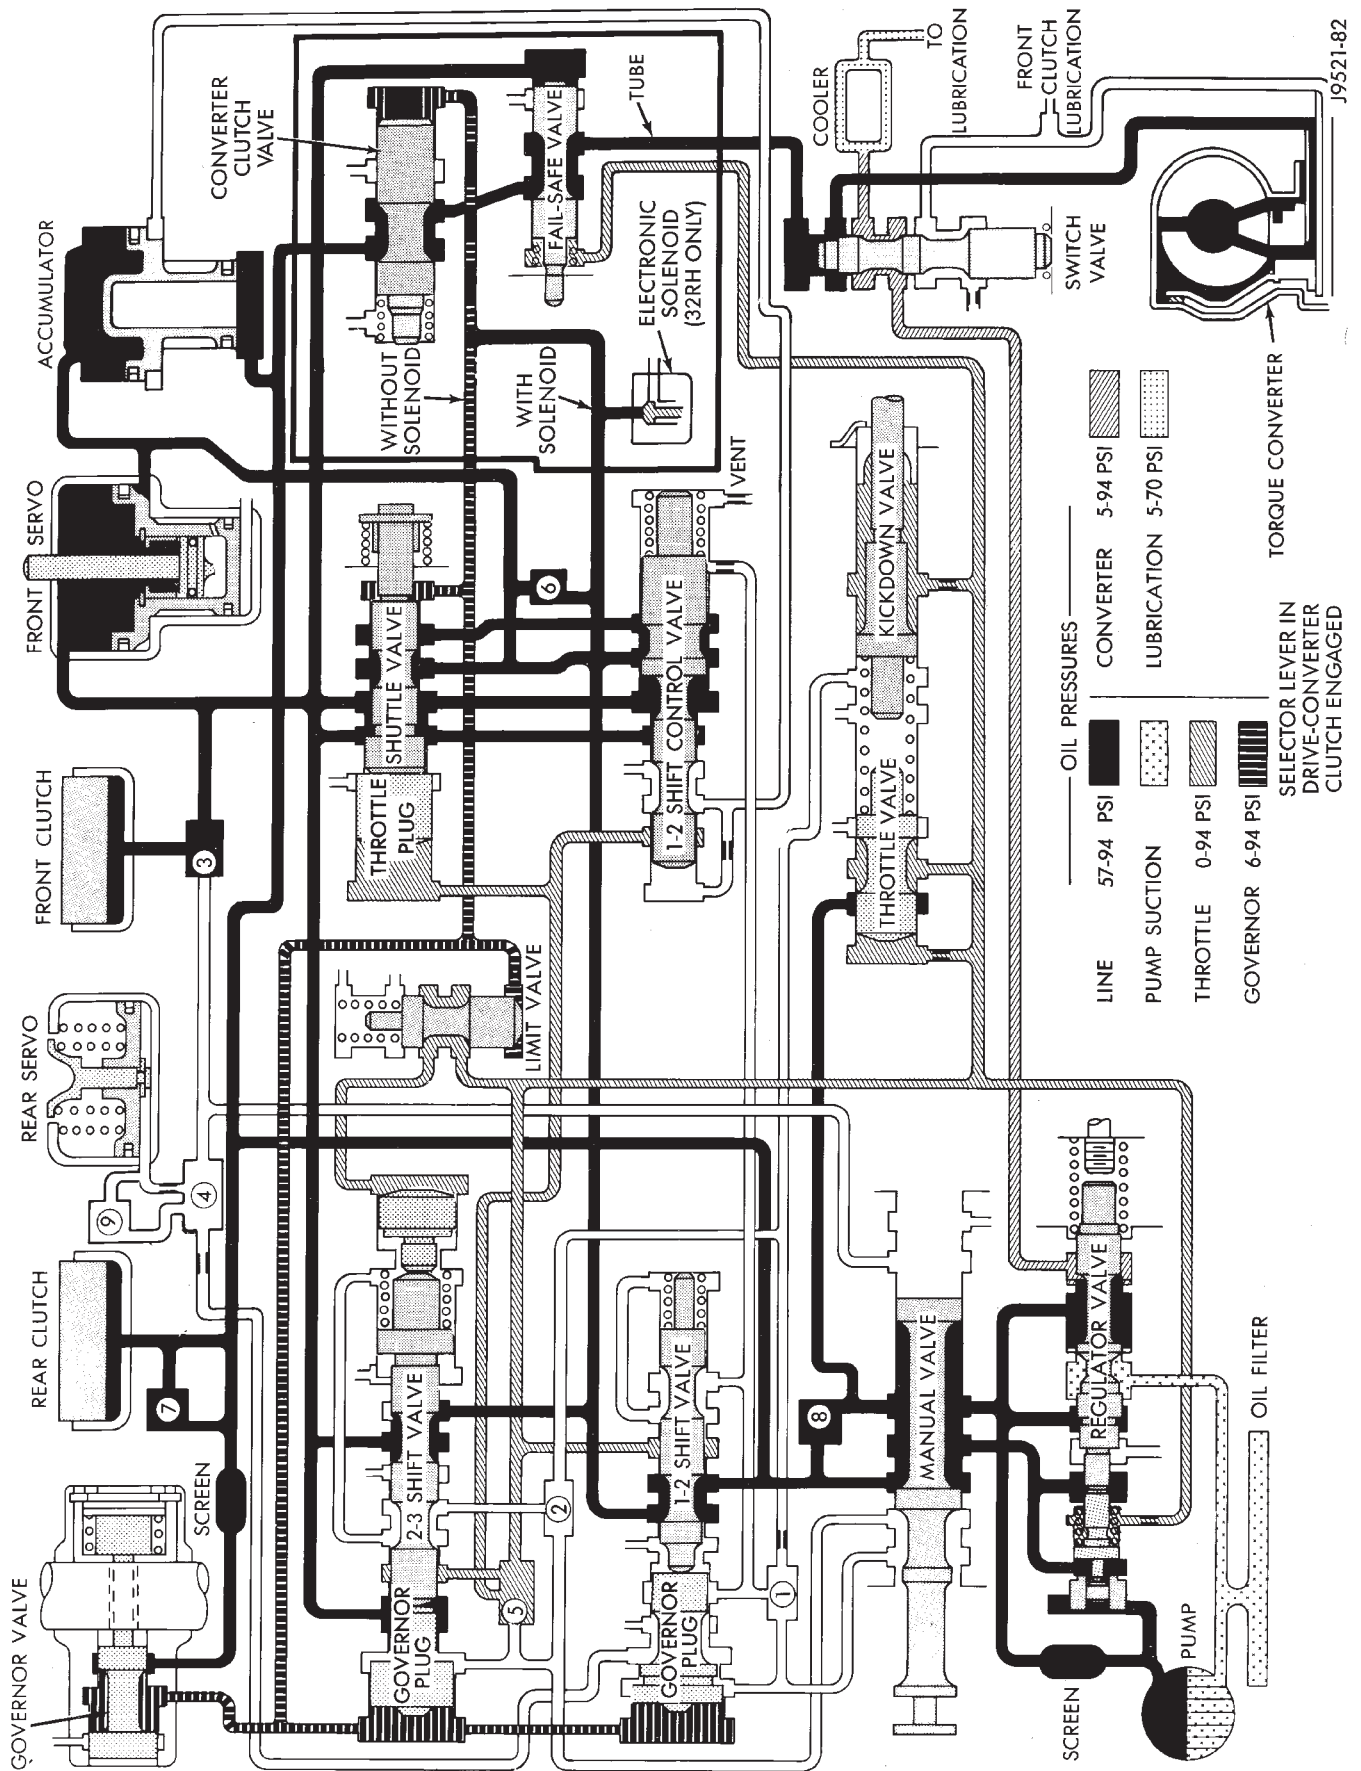 GOVERNOR VALVE
REAR CLUTCH
REAR SERVO
FRONT CLUTCH
FRONT SERVO
ACCUMULATOR
SCREEN
7
9
4
3
CONVERTER
CLUTCH
VALVE
GOVERNOR
PLUG
2-3 SHIFT VALVE
LIMIT VALVE
THROTTLE
PLUG
SHUTTLE VALVE
WITHOUT
SOLENOID
FAIL-SAFE VALVE
TUBE
5
2
6
WITH
SOLENOID
ELECTRONIC
SOLENOID
(32RH ONLY)
GOVERNOR
PLUG
1-2 SHIFT VALVE
1-2 SHIFT CONTROL VALVE
VENT
1
8
COOLER
TO
LUBRICATION
FRONT
CLUTCH
LUBRICATION
MANUAL VALVE
THROTTLE VALVE
KICKDOWN VALVE
SWITCH
VALVE
SCREEN
PUMP
REGULATOR VALVE
OIL FILTER
OIL PRESSURES
LINE 57-94 PSI
PUMP SUCTION
THROTTLE 0-94 PSI
GOVERNOR 6-94 PSI
CONVERTER 5-94 PSI
LUBRICATION 5-70 PSI
TORQUE CONVERTER
SELECTOR LEVER IN
DRIVE-CONVERTER
CLUTCH ENGAGED
J9521-82